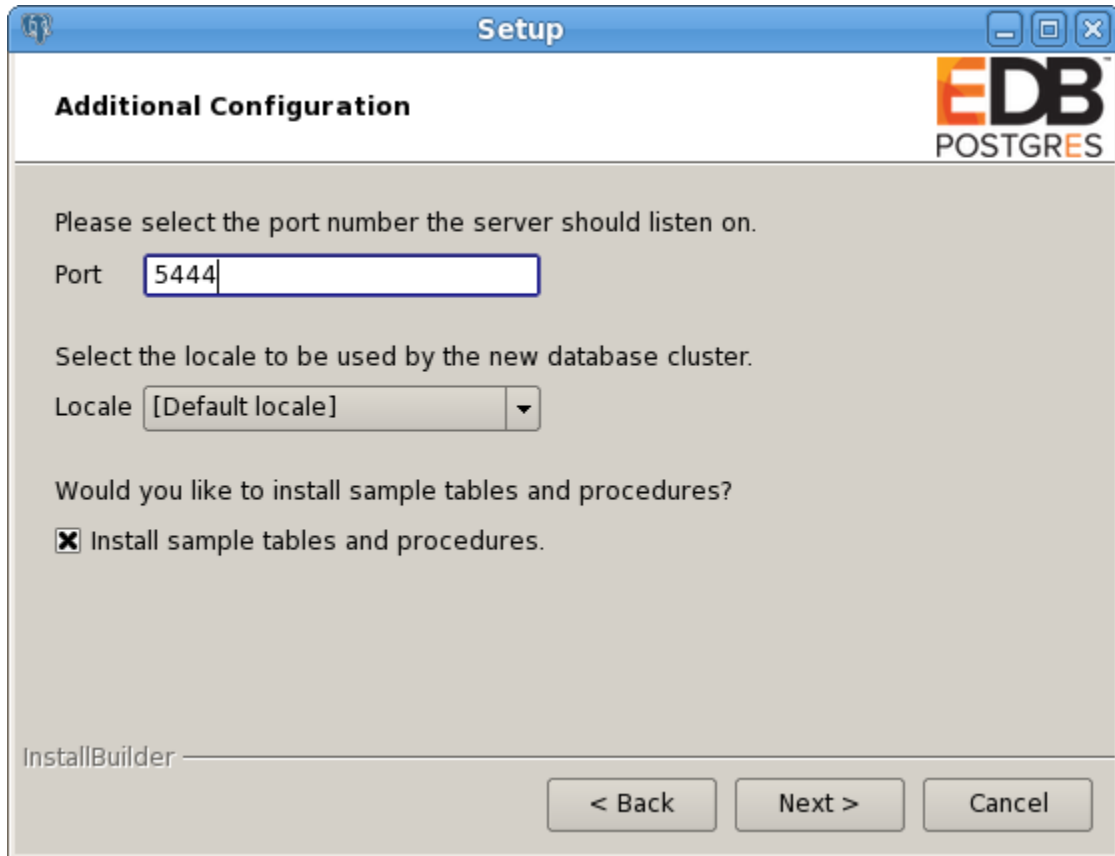 Setup
Additional Configuration
EDB
POSTGRES
Please select the port number the server should listen on.
Port 5444
Select the locale to be used by the new database cluster.
Locale [Default locale]
Would you like to install sample tables and procedures?
Install sample tables and procedures.
InstallBuilder
< Back Next > Cancel